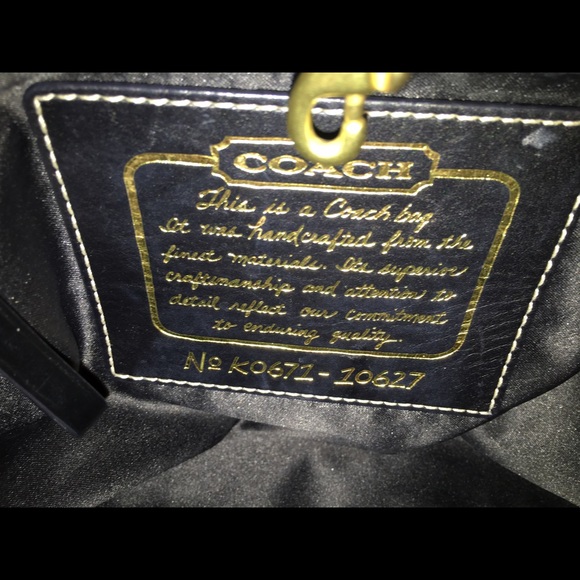 COACH
This is a Coach bag
It was handcrafted from the
finest materials. Its superior
craftsmanship and attention to
detail reflect our commitment
to enduring quality.
No K0671-10627